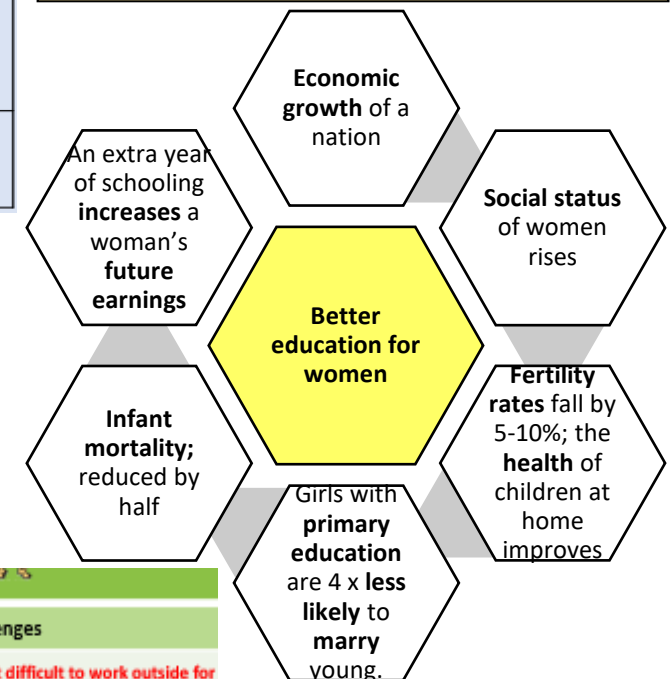 Economic
growth of a
nation
Social status
of women
rises
Fertility
rates fall by
5-10%; the
health of
children at
home
improves
Girls with
primary
education
are 4 x less
likely to
marry
young.
Infant
mortality;
reduced by
half
An extra year
of schooling
increases a
woman's
future
earnings
Better
education for
women
enges
difficult to work outside for